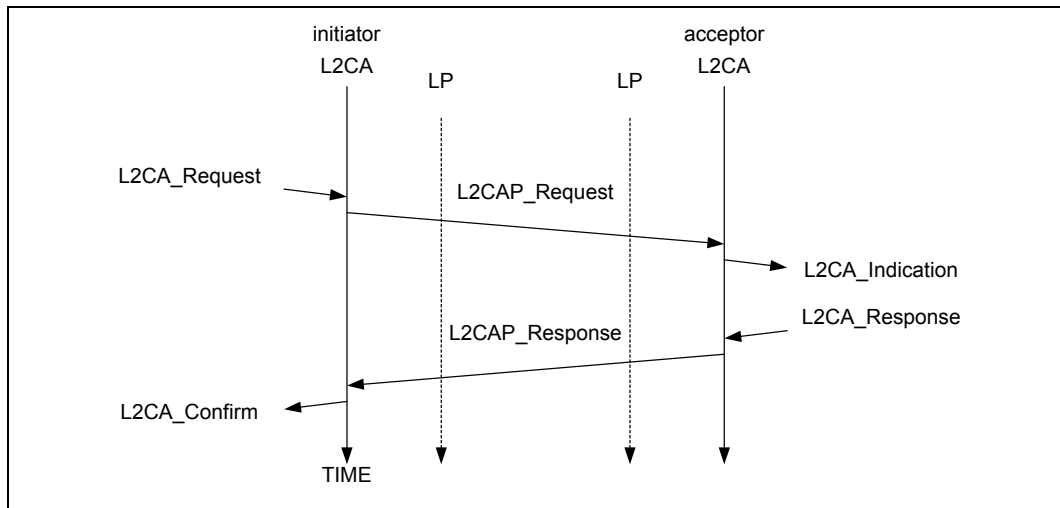 initiator
acceptor
L2CA
L2CA
LP
LP
L2CA_Request
L2CAP_Request
L2CA_Indication
L2CA_Response
L2CAP_Response
L2CA_Confirm
TIME